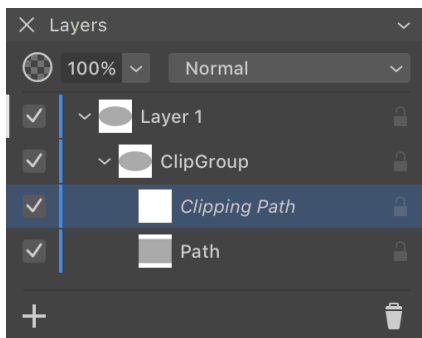 Layers
100% Normal
Layer 1
ClipGroup
Clipping Path
Path